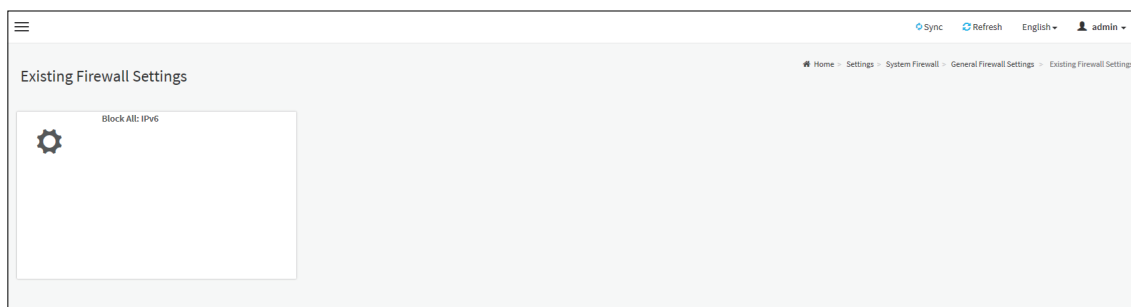 Sync Refresh English admin
Home > Settings > System Firewall > General Firewall Settings > Existing Firewall Settings
Existing Firewall Settings
Block All: IPv6